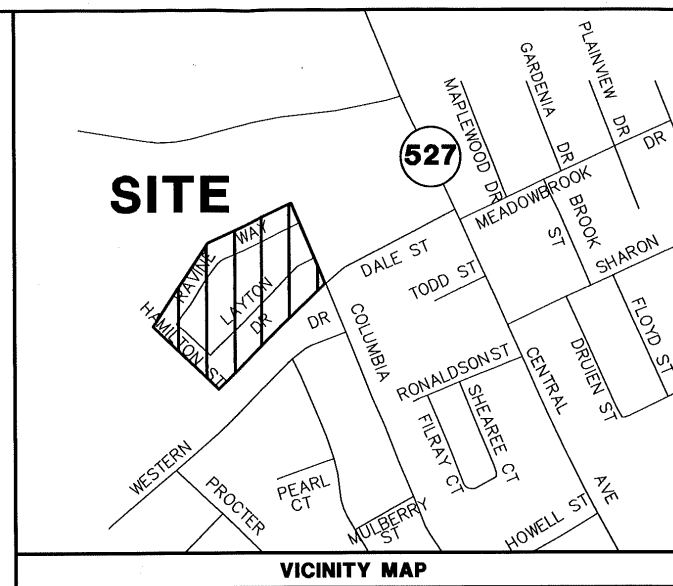 PLAINVIEW DR
GARDENIA DR
MAPLEWOOD DR
527
MEADOWBROOK DR
SITE
BROOK ST
RAVINE WAY
DALE ST
SHARON
TODD ST
LAYTON DR
HAMILTON ST
DR
COLUMBIA
FLOYD ST
CENTRAL
DRUIEN ST
RONALDSON ST
SHEAREE CT
FILRAY CT
WESTERN
PROCTER
PEARL CT
AVE
MULBERRY ST
HOWELL ST
VICINITY MAP